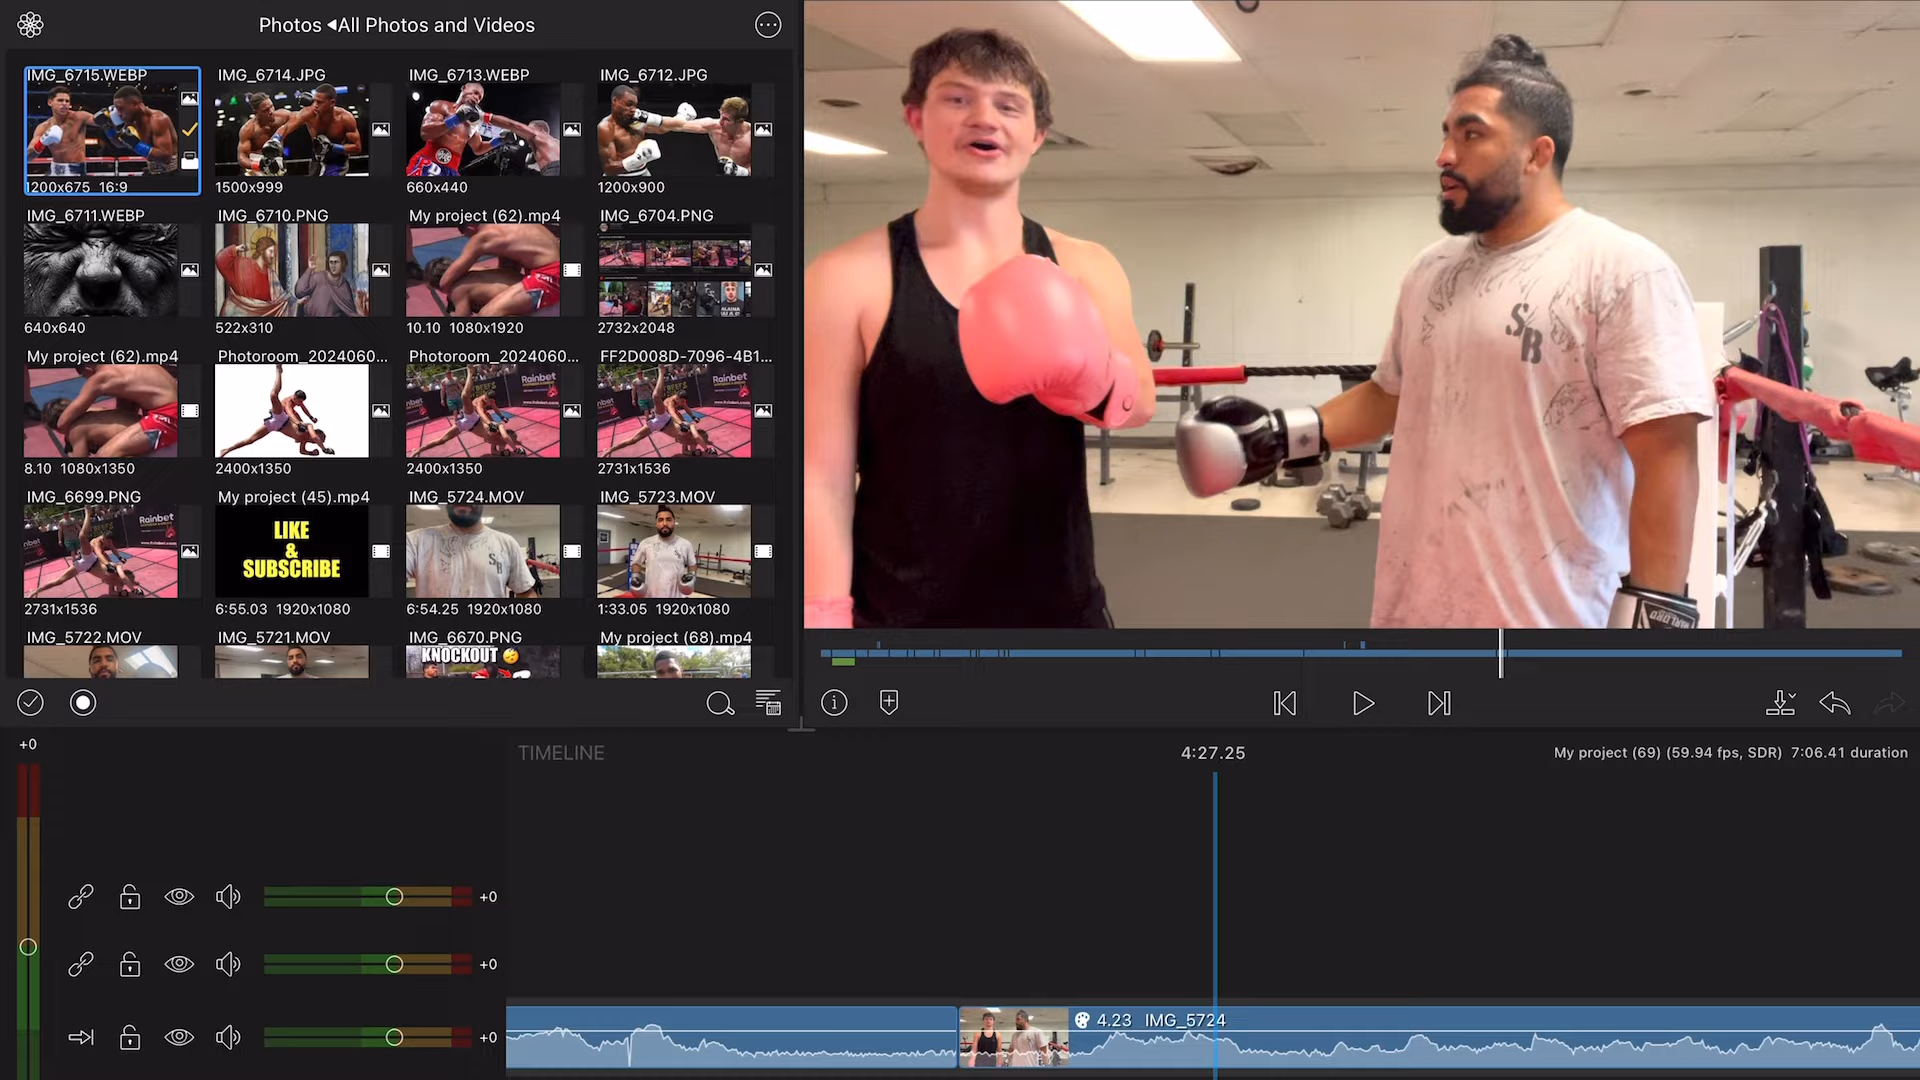 Photos ◀All Photos and Videos
IMG_6715.WEBP
IMG_6714.JPG
IMG_6713.WEBP
IMG_6712.JPG
1200x675 16:9
1500x999
660x440
1200x900
IMG_6711.WEBP
IMG_6710.PNG
My project (62).mp4
IMG_6704.PNG
640x640
522x310
10.10 1080x1920
2732x2048
My project (62).mp4
Photoroom_2024060...
Photoroom_2024060...
FF2D008D-7096-4B1...
Rainbet
Rainbet
8.10 1080x1350
2400x1350
2400x1350
2731x1536
IMG_6699.PNG
My project (45).mp4
IMG_5724.MOV
IMG_5723.MOV
Rainbet
LIKE
&
SUBSCRIBE
2731x1536
6:55.03 1920x1080
6:54.25 1920x1080
1:33.05 1920x1080
IMG_5722.MOV
IMG_5721.MOV
IMG_6670.PNG
My project (68).mp4
KNOCKOUT
SB
+0
TIMELINE
4:27.25
My project (69) (59.94 fps, SDR) 7:06.41 duration
+0
+0
+0
4.23 IMG_5724